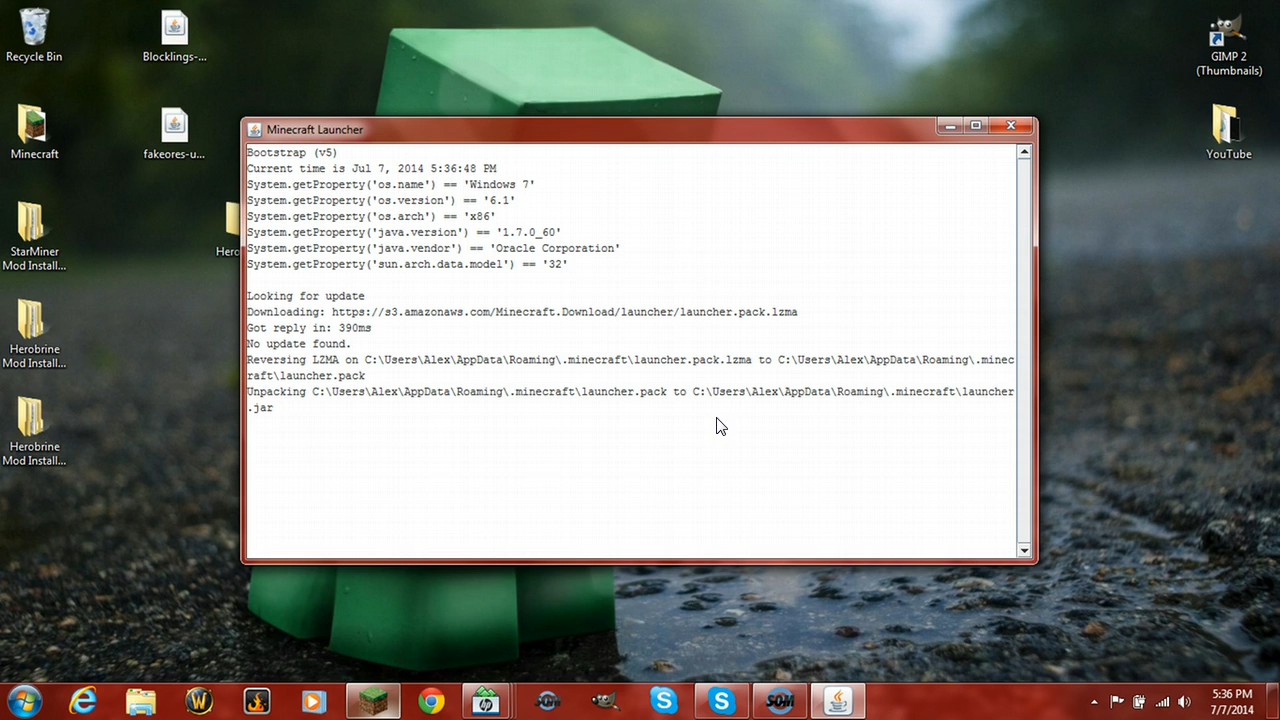 Recycle Bin
Blocklings-...
GIMP 2
(Thumbnails)
Minecraft
fakeores-u...
YouTube
StarMiner
Mod Install...
Hero
Herobrine
Mod Install...
Herobrine
Mod Install...
Minecraft Launcher
Bootstrap (v5)
Current time is Jul 7, 2014 5:36:48 PM
System.getProperty('os.name') == 'Windows 7'
System.getProperty('os.version') == '6.1'
System.getProperty('os.arch') == 'x86'
System.getProperty('java.version') == '1.7.0_60'
System.getProperty('java.vendor') == 'Oracle Corporation'
System.getProperty('sun.arch.data.model') == '32'
Looking for update
Downloading: https://s3.amazonaws.com/Minecraft.Download/launcher/launcher.pack.lzma
Got reply in: 390ms
No update found.
Reversing LZMA on C:\Users\Alex\AppData\Roaming\.minecraft\launcher.pack.lzma to C:\Users\Alex\AppData\Roaming\.minec
raft\launcher.pack
Unpacking C:\Users\Alex\AppData\Roaming\.minecraft\launcher.pack to C:\Users\Alex\AppData\Roaming\.minecraft\launcher
.jar
W
hp
SOM
S
S
SOM
5:36 PM
7/7/2014